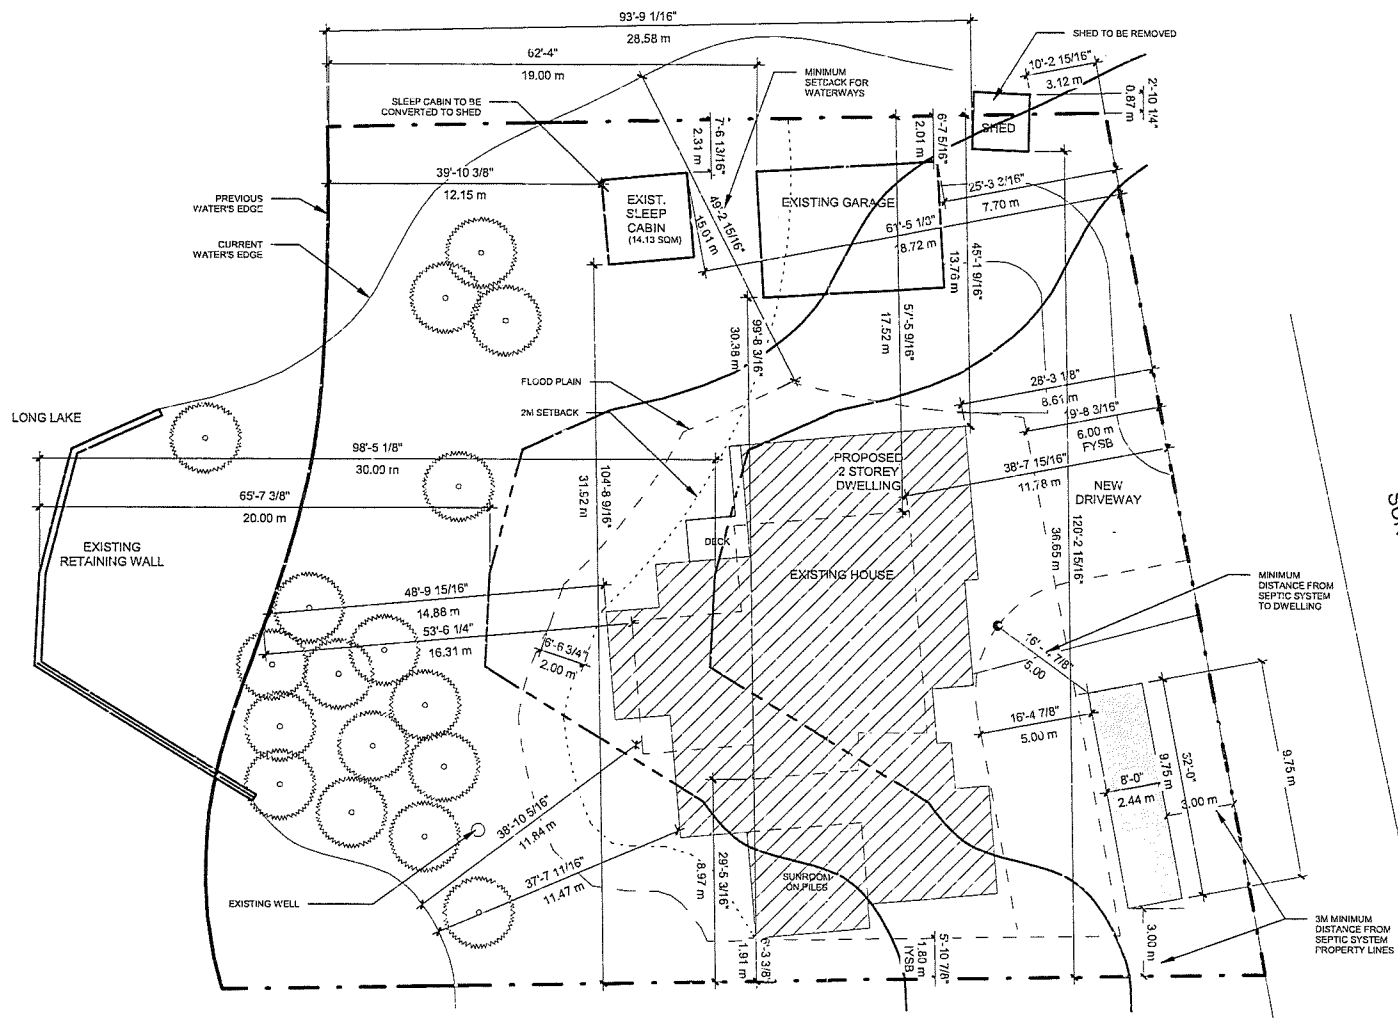 93'-9 1/16"
28.58 m
SHED TO BE REMOVED
62'-4"
19.00 m
10'-2 15/16"
3.12 m
2'-10 1/4"
0.87 m
MINIMUM
SETBACK FOR
WATERWAYS
SLEEP CABIN TO BE
CONVERTED TO SHED
7'-6 13/16"
2.31 m
6'-7 5/16"
2.01 m
SHED
39'-10 3/8"
12.15 m
EXIST.
SLEEP
CABIN
(14.13 SQM)
EXISTING GARAGE
25'-3 3/16"
7.70 m
PREVIOUS
WATER'S EDGE
49'-2 15/16"
15.01 m
18.72 m
45'-1 9/16"
13.76 m
CURRENT
WATER'S EDGE
99'-8 3/16"
30.38 m
57'-5 9/16"
17.52 m
FLOOD PLAIN
28'-3 1/8"
8.61 m
2M SETBACK
19'-8 3/16"
6.00 m
FYSB
LONG LAKE
98'-5 1/8"
30.00 m
104'-8 9/16"
31.92 m
PROPOSED
2 STOREY
DWELLING
38'-7 15/16"
11.78 m
NEW
DRIVEWAY
65'-7 3/8"
20.00 m
EXISTING
RETAINING WALL
DECK
120'-2 15/16"
36.65 m
EXISTING HOUSE
MINIMUM
DISTANCE FROM
SEPTIC SYSTEM
TO DWELLING
48'-9 15/16"
14.88 m
53'-6 1/4"
16.31 m
6'-6 3/4"
2.00 m
16'-4 7/8"
5.00
16'-4 7/8"
5.00 m
32'-0"
9.75 m
9.75 m
8'-0"
2.44 m
3.00 m
38'-10 5/16"
11.84 m
37'-7 11/16"
11.47 m
29'-5 3/16"
8.97 m
SUNROOM
ON PILES
EXISTING WELL
6'-3 3/8"
1.91 m
5'-10 7/8"
1.80 m
IYSB
3.00 m
3M MINIMUM
DISTANCE FROM
SEPTIC SYSTEM
PROPERTY LINES